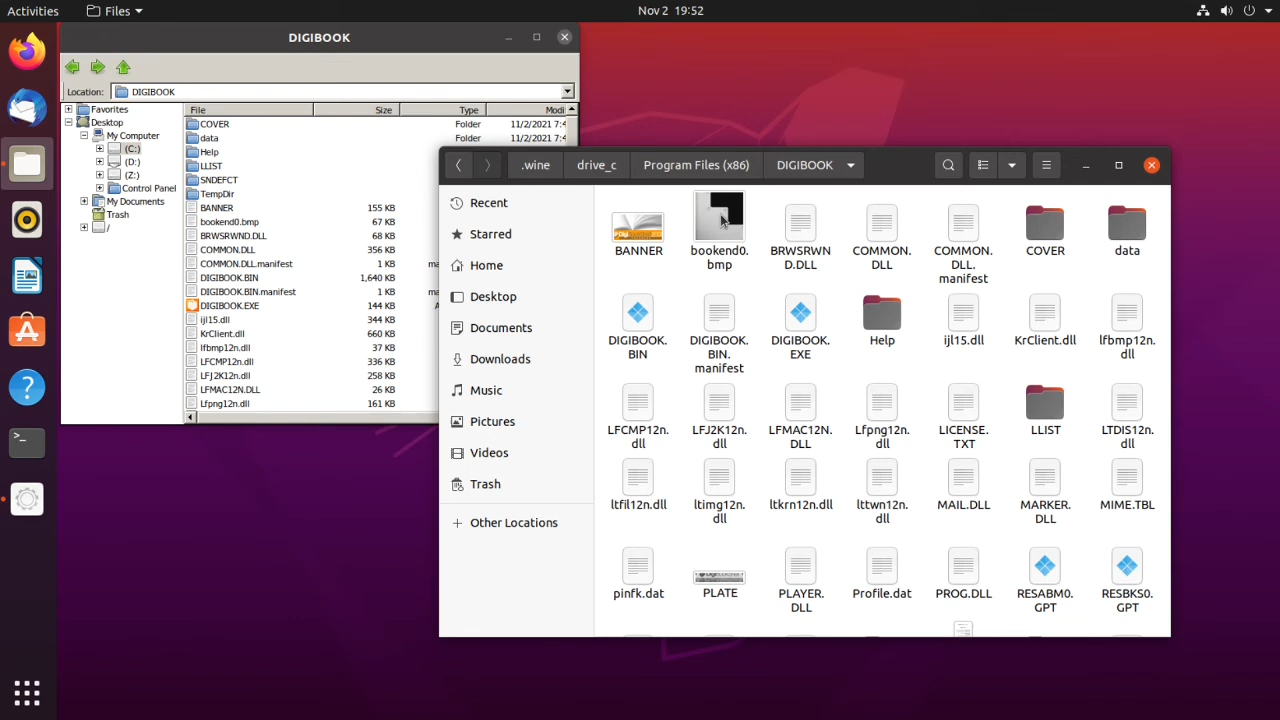 Activities Files Nov 2 19:52
DIGIBOOK
Location: DIGIBOOK
Favorites
Desktop
My Computer
(C:)
(D:)
(Z:)
Control Panel
My Documents
Trash
/
File Size Type Modi
COVER Folder 11/2/2021 7:4
data Folder 11/2/2021 7:4
Help
LLIST
SNDEFCT
TempDir
BANNER 155 KB
bookend0.bmp 67 KB
BRWSRWND.DLL 68 KB
COMMON.DLL 356 KB
COMMON.DLL.manifest 1 KB ma
DIGIBOOK.BIN 1,640 KB
DIGIBOOK.BIN.manifest 1 KB ma
DIGIBOOK.EXE 144 KB A
ijl15.dll 344 KB
KrClient.dll 660 KB
lfbmp12n.dll 37 KB
LFCMP12n.dll 336 KB
LFJ2K12n.dll 258 KB
LFMAC12N.DLL 26 KB
Lfpng12n.dll 161 KB
.wine drive_c Program Files (x86) DIGIBOOK
Recent
Starred
Home
Desktop
Documents
Downloads
Music
Pictures
Videos
Trash
Other Locations
BANNER bookend0. BRWSRWN COMMON. COMMON. COVER data
bmp D.DLL DLL DLL.
manifest
DIGIBOOK. DIGIBOOK. DIGIBOOK. Help ijl15.dll KrClient.dll lfbmp12n.
BIN BIN. EXE dll
manifest
LFCMP12n. LFJ2K12n. LFMAC12N. Lfpng12n. LICENSE. LLIST LTDIS12n.
dll dll DLL dll TXT dll
ltfil12n.dll ltimg12n. ltkrn12n.dll lttwn12n. MAIL.DLL MARKER. MIME.TBL
dll dll DLL
pinfk.dat PLATE PLAYER. Profile.dat PROG.DLL RESABM0. RESBKS0.
DLL GPT GPT